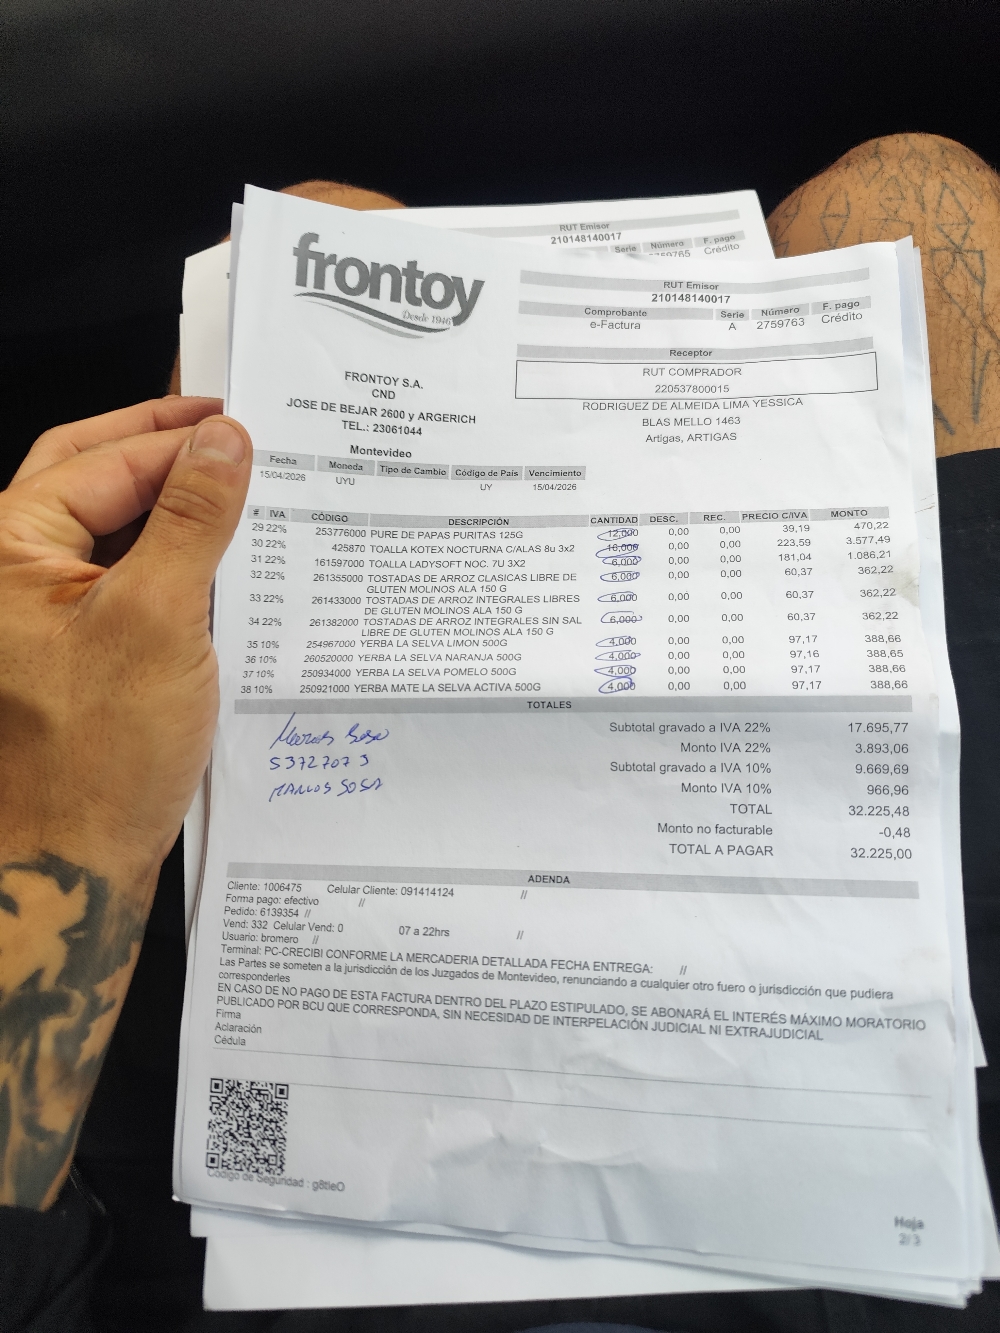 RUT Emisor
210148140017
Serie Número F. pago
Crédito
frontoy
Desde 1946
RUT Emisor
210148140017
Comprobante Serie Número F. pago
e-Factura A 2759763 Crédito
Receptor
RUT COMPRADOR
220537800015
RODRIGUEZ DE ALMEIDA LIMA YESSICA
BLAS MELLO 1463
Artigas, ARTIGAS
FRONTOY S.A.
CND
JOSE DE BEJAR 2600 y ARGERICH
TEL.: 23061044
Montevideo
Fecha Moneda Tipo de Cambio Código de País Vencimiento
15/04/2026 UYU UY 15/04/2026
# IVA CÓDIGO DESCRIPCIÓN CANTIDAD DESC. REC. PRECIO C/IVA MONTO
29 22% 253776000 PURE DE PAPAS PURITAS 125G 12,000 0,00 0,00 39,19 470,22
30 22% 425870 TOALLA KOTEX NOCTURNA C/ALAS 8u 3x2 16,000 0,00 0,00 223,59 3.577,49
31 22% 161597000 TOALLA LADYSOFT NOC. 7U 3X2 6,000 0,00 0,00 181,04 1.086,21
32 22% 261355000 TOSTADAS DE ARROZ CLASICAS LIBRE DE 6,000 0,00 0,00 60,37 362,22
GLUTEN MOLINOS ALA 150 G
33 22% 261433000 TOSTADAS DE ARROZ INTEGRALES LIBRES 6,000 0,00 0,00 60,37 362,22
DE GLUTEN MOLINOS ALA 150 G
34 22% 261382000 TOSTADAS DE ARROZ INTEGRALES SIN SAL 6,000 0,00 0,00 60,37 362,22
LIBRE DE GLUTEN MOLINOS ALA 150 G
35 10% 254967000 YERBA LA SELVA LIMON 500G 4,000 0,00 0,00 97,17 388,66
36 10% 260520000 YERBA LA SELVA NARANJA 500G 4,000 0,00 0,00 97,16 388,65
37 10% 250934000 YERBA LA SELVA POMELO 500G 4,000 0,00 0,00 97,17 388,66
38 10% 250921000 YERBA MATE LA SELVA ACTIVA 500G 4,000 0,00 0,00 97,17 388,66
TOTALES
Subtotal gravado a IVA 22% 17.695,77
Monto IVA 22% 3.893,06
Subtotal gravado a IVA 10% 9.669,69
Monto IVA 10% 966,96
TOTAL 32.225,48
Monto no facturable -0,48
TOTAL A PAGAR 32.225,00
Marcos Sosa
5372707 3
MARCOS SOSA
ADENDA
Cliente: 1006475 Celular Cliente: 091414124 //
Forma pago: efectivo //
Pedido: 6139354 //
Vend: 332 Celular Vend: 0 07 a 22hrs //
Usuario: bromero //
Terminal: PC-CRECIBI CONFORME LA MERCADERIA DETALLADA FECHA ENTREGA: //
Las Partes se someten a la jurisdicción de los Juzgados de Montevideo, renunciando a cualquier otro fuero o jurisdicción que pudiera
corresponderles
EN CASO DE NO PAGO DE ESTA FACTURA DENTRO DEL PLAZO ESTIPULADO, SE ABONARÁ EL INTERÉS MÁXIMO MORATORIO
PUBLICADO POR BCU QUE CORRESPONDA, SIN NECESIDAD DE INTERPELACIÓN JUDICIAL NI EXTRAJUDICIAL
Firma
Aclaración
Cédula
Código de Seguridad : g8tIeO
Hoja
2/3